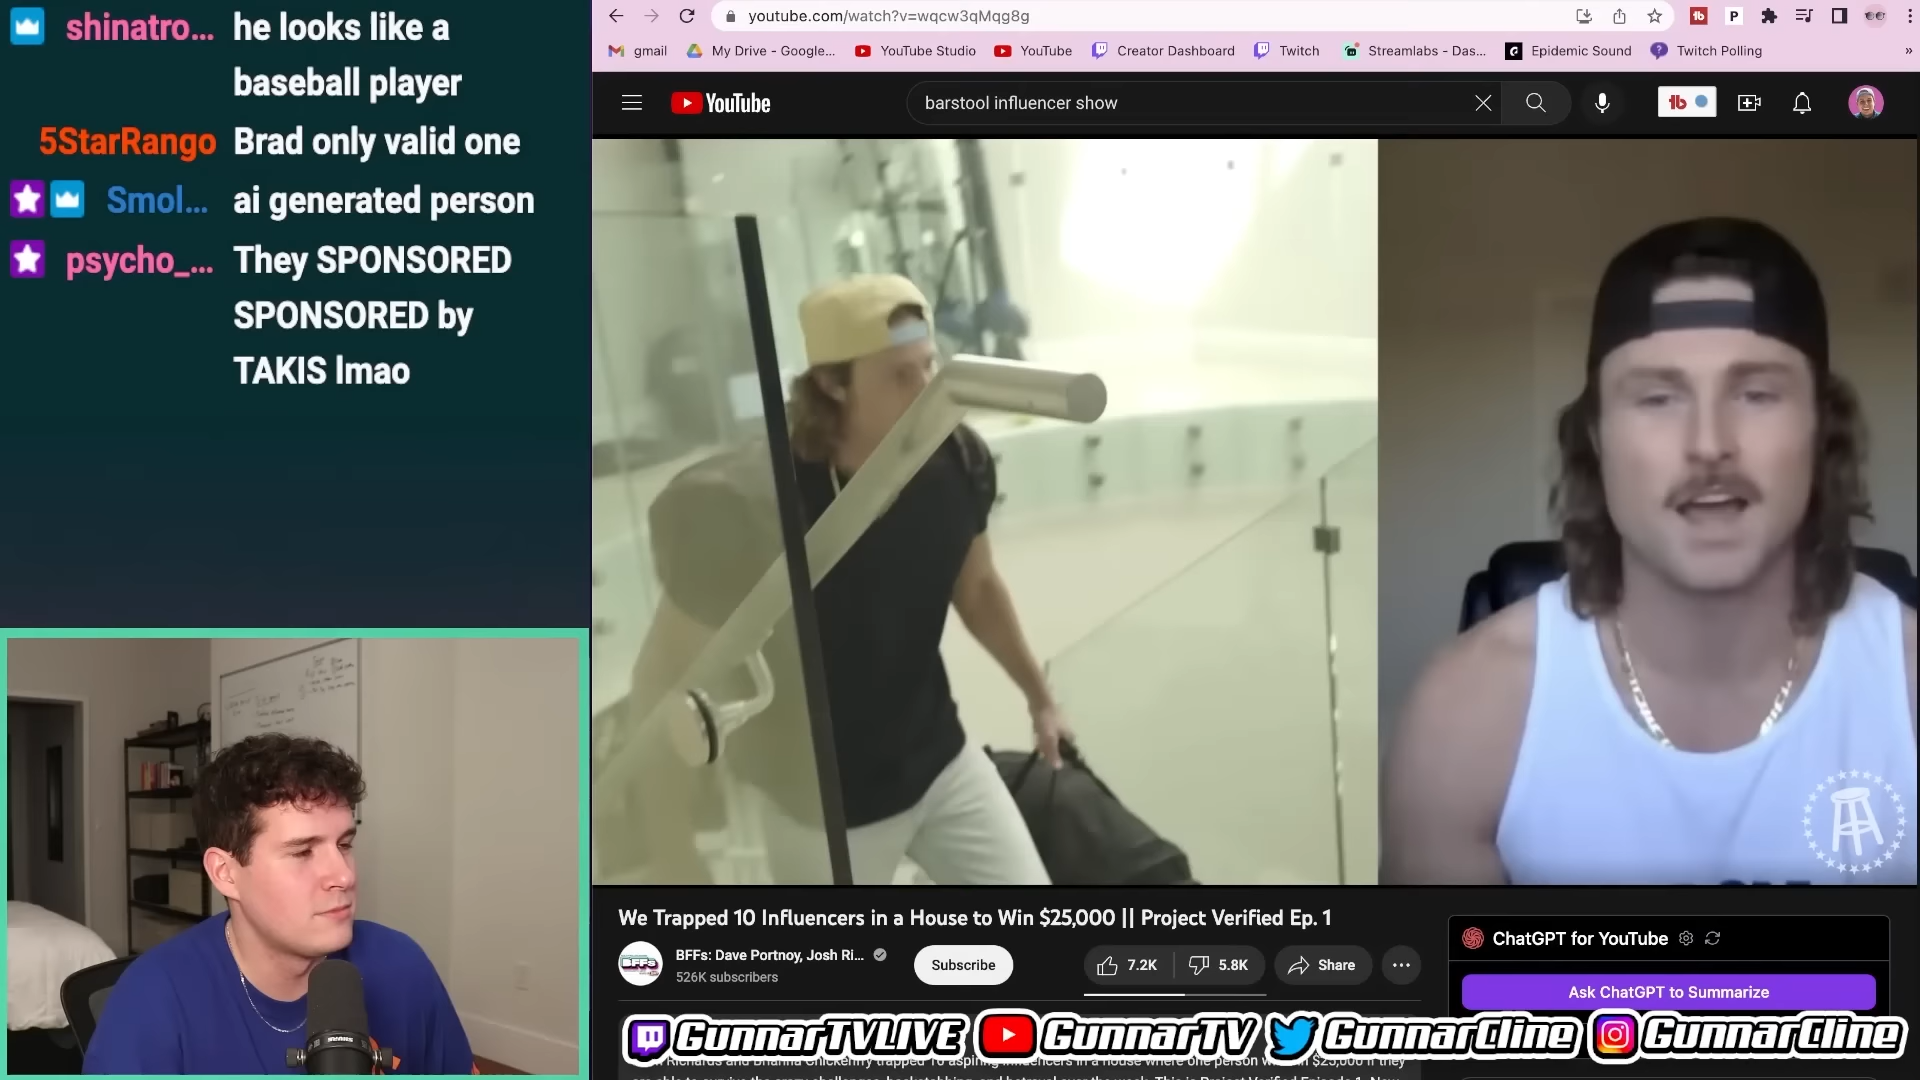 shinatro... he looks like a
baseball player
5StarRango Brad only valid one
Smol... ai generated person
psycho_... They SPONSORED
SPONSORED by
TAKIS lmao
youtube.com/watch?v=wqcw3qMqg8g
gmail My Drive - Google... YouTube Studio YouTube Creator Dashboard Twitch Streamlabs - Das... Epidemic Sound Twitch Polling »
YouTube
barstool influencer show
tb
We Trapped 10 Influencers in a House to Win $25,000 || Project Verified Ep. 1
BFFs: Dave Portnoy, Josh Ri...
526K subscribers
Subscribe
7.2K
5.8K
Share
ChatGPT for YouTube
Ask ChatGPT to Summarize
GunnarTVLIVE GunnarTV GunnarCline GunnarCline